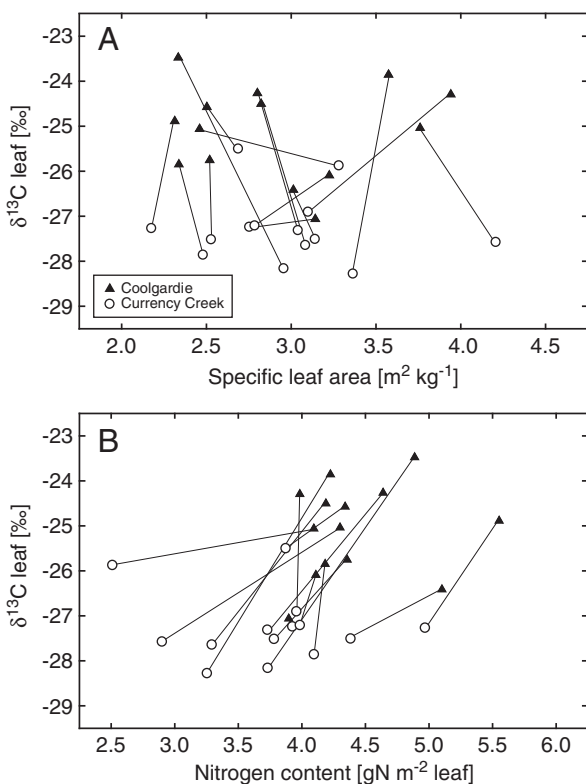 A
-23
-24
-25
-26
-27
-28
-29
δ13C leaf [‰]
Coolgardie
Currency Creek
2.0 2.5 3.0 3.5 4.0 4.5
Specific leaf area [m2 kg-1]
B
-23
-24
-25
-26
-27
-28
-29
δ13C leaf [‰]
2.5 3.0 3.5 4.0 4.5 5.0 5.5 6.0
Nitrogen content [gN m-2 leaf]